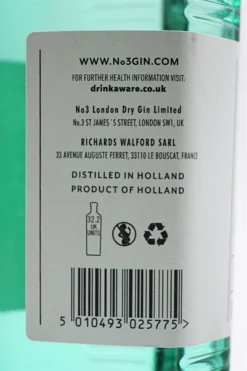 WWW.No3GIN.COM
FOR FURTHER HEALTH INFORMATION VISIT:
drinkaware.co.uk
No3 London Dry Gin Limited
No.3 ST JAMES'S STREET, LONDON SW1, UK
RICHARDS WALFORD SARL
33 AVENUE AUGUSTE FERRET, 33110 LE BOUSCAT, FRANCE
DISTILLED IN HOLLAND
PRODUCT OF HOLLAND
32.2
UK
UNITS
5 010493 025775 >